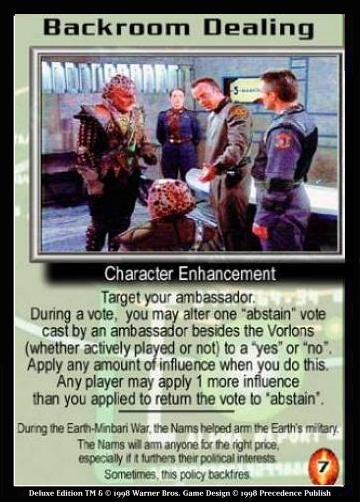 Backroom Dealing
Character Enhancement
Target your ambassador.
During a vote, you may alter one "abstain" vote
cast by an ambassador besides the Vorlons
(whether actively played or not) to a "yes" or "no".
Apply any amount of influence when you do this.
Any player may apply 1 more influence
than you applied to return the vote to "abstain".
During the Earth-Minbari War, the Narns helped arm the Earth's military.
The Narns will arm anyone for the right price,
especially if it furthers their political interests.
Sometimes, this policy backfires.
7
Deluxe Edition TM & © 1998 Warner Bros. Game Design © 1998 Precedence Publish